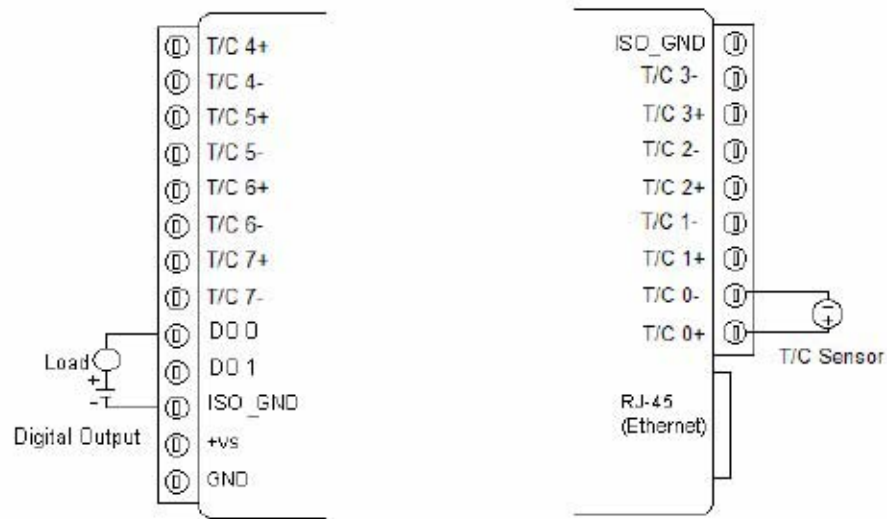 T/C 4+
T/C 4-
T/C 5+
T/C 5-
T/C 6+
T/C 6-
T/C 7+
T/C 7-
DO 0
DO 1
ISO_GND
+vs
GND
Load
+
-
Digital Output
ISO_GND
T/C 3-
T/C 3+
T/C 2-
T/C 2+
T/C 1-
T/C 1+
T/C 0-
T/C 0+
-
+
T/C Sensor
RJ-45
(Ethernet)